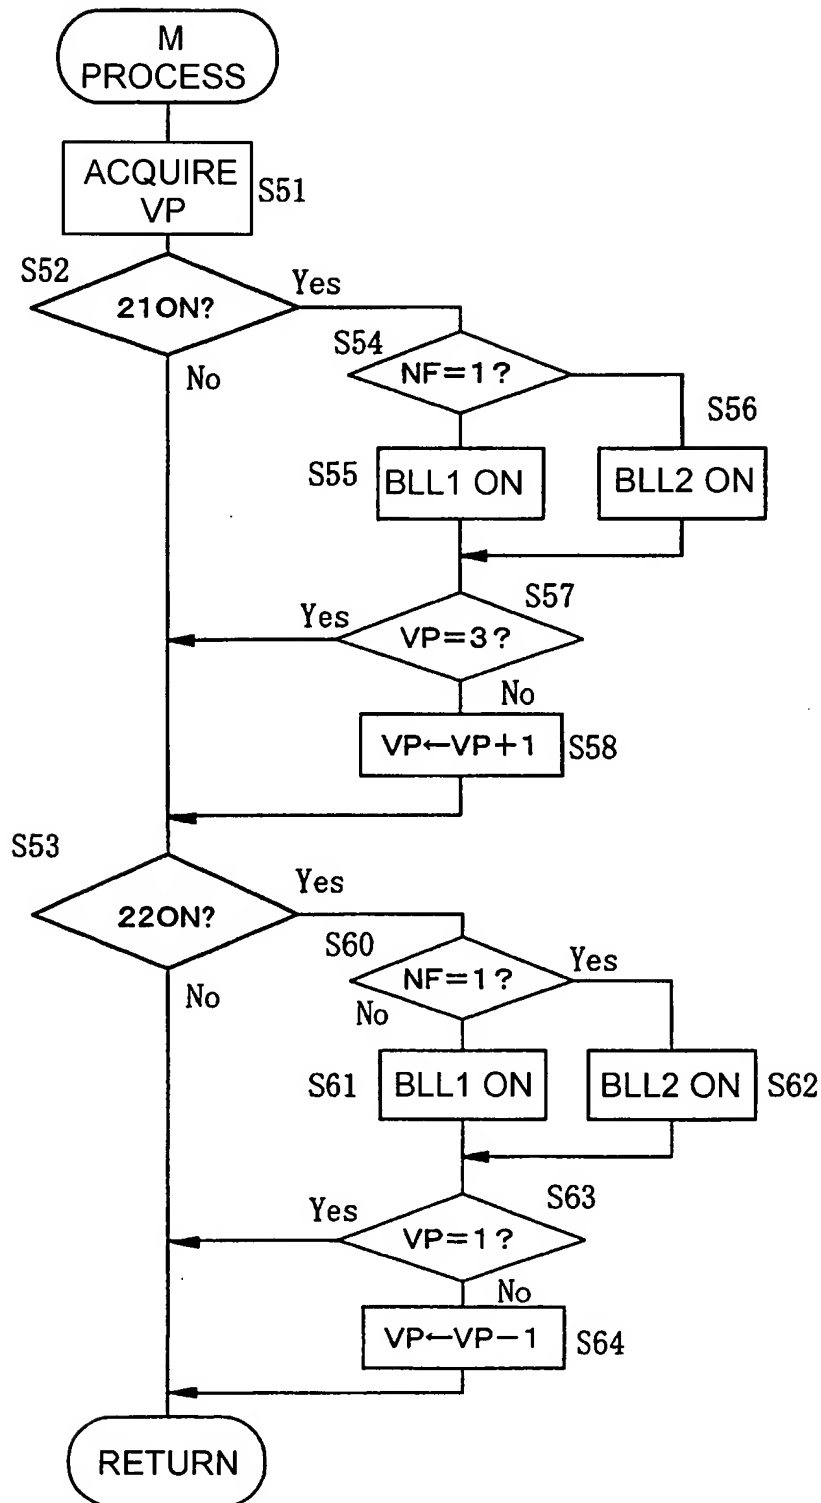 M
PROCESS
ACQUIRE
VP
S51
S52
21ON?
Yes
No
S54
NF=1?
S56
S55
BLL1 ON
BLL2 ON
S57
Yes
VP=3?
No
VP←VP+1
S58
S53
22ON?
Yes
No
S60
NF=1?
Yes
No
S61
BLL1 ON
BLL2 ON
S62
S63
Yes
VP=1?
No
VP←VP-1
S64
RETURN